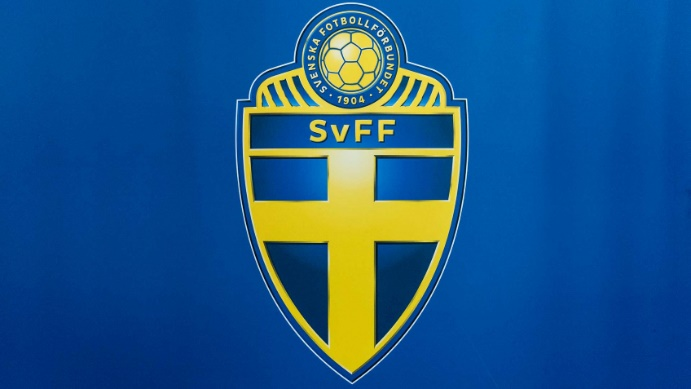 SVENSKA FOTBOLLFÖRBUNDET
· 1904 ·
SvFF